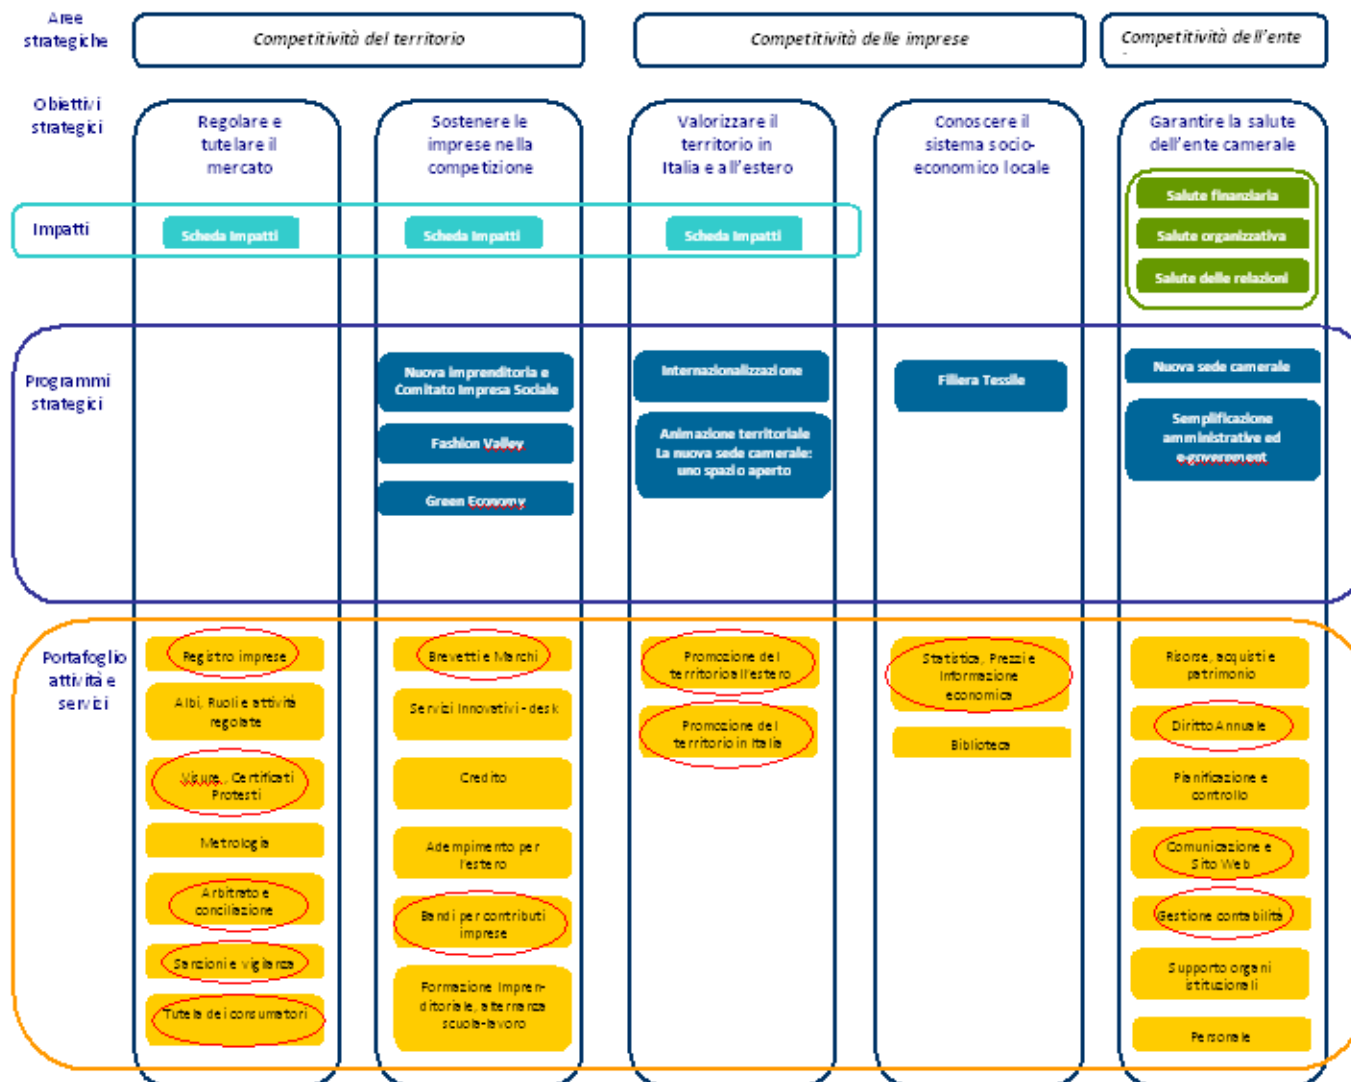 Aree
strategiche
Competitività del territorio
Competitività delle imprese
Competitività dell'ente
Obiettivi
strategici
Regolare e
tutelare il
mercato
Sostenere le
imprese nella
competizione
Valorizzare il
territorio in
Italia e all'estero
Conoscere il
sistema socio-
economico locale
Garantire la salute
dell'ente camerale
Impatti
Scheda Impatti
Scheda Impatti
Scheda Impatti
Salute finanziaria
Salute organizzativa
Salute delle relazioni
Programmi
strategici
Nuova imprenditoria e
Comitato Impresa Sociale
Fashion Valley
Green Economy
Internazionalizzazione
Animazione territoriale
La nuova sede camerale:
uno spazio aperto
Filiera Tessile
Nuova sede camerale
Semplificazione
amministrative ed
e-government
Portafoglio
attività e
servizi
Registro imprese
Albi, Ruoli e attività
regolate
Visure, Certificati
Protesti
Metrologia
Arbitrato e
conciliazione
Sanzioni e vigilanza
Tutela dei consumatori
Brevetti e Marchi
Servizi Innovativi - desk
Credito
Adempimento per
l'estero
Bandi per contributi
imprese
Formazione Impren-
ditoriale, alternanza
scuola-lavoro
Promozione del
territorio all'estero
Promozione del
territorio in Italia
Statistica, Prezzi e
Informazione
economica
Biblioteca
Risorse, acquisti e
patrimonio
Diritto Annuale
Pianificazione e
controllo
Comunicazione e
Sito Web
Gestione contabilità
Supporto organi
istituzionali
Personale